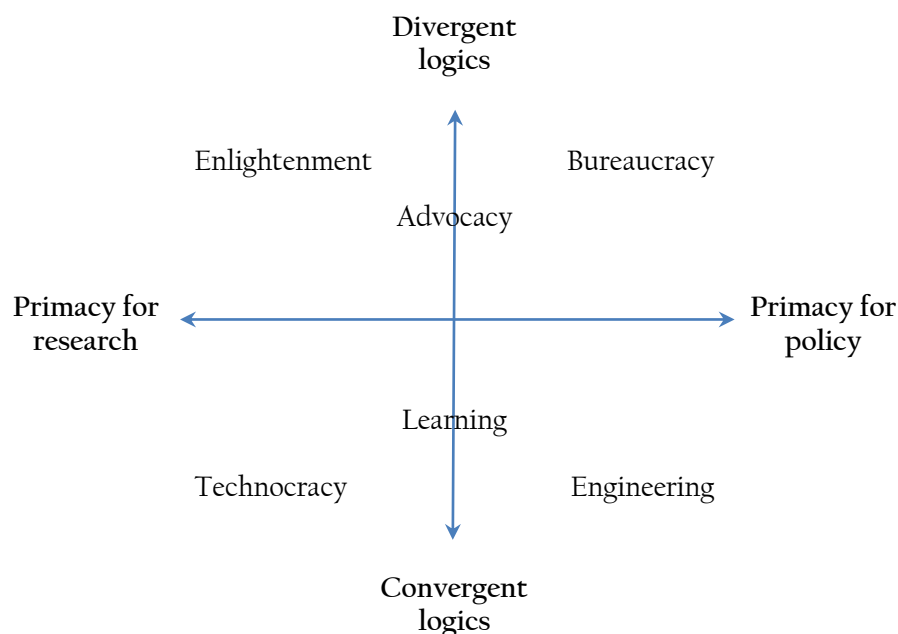 Divergent
logics
Enlightenment
Bureaucracy
Advocacy
Primacy for
research
Primacy for
policy
Learning
Technocracy
Engineering
Convergent
logics